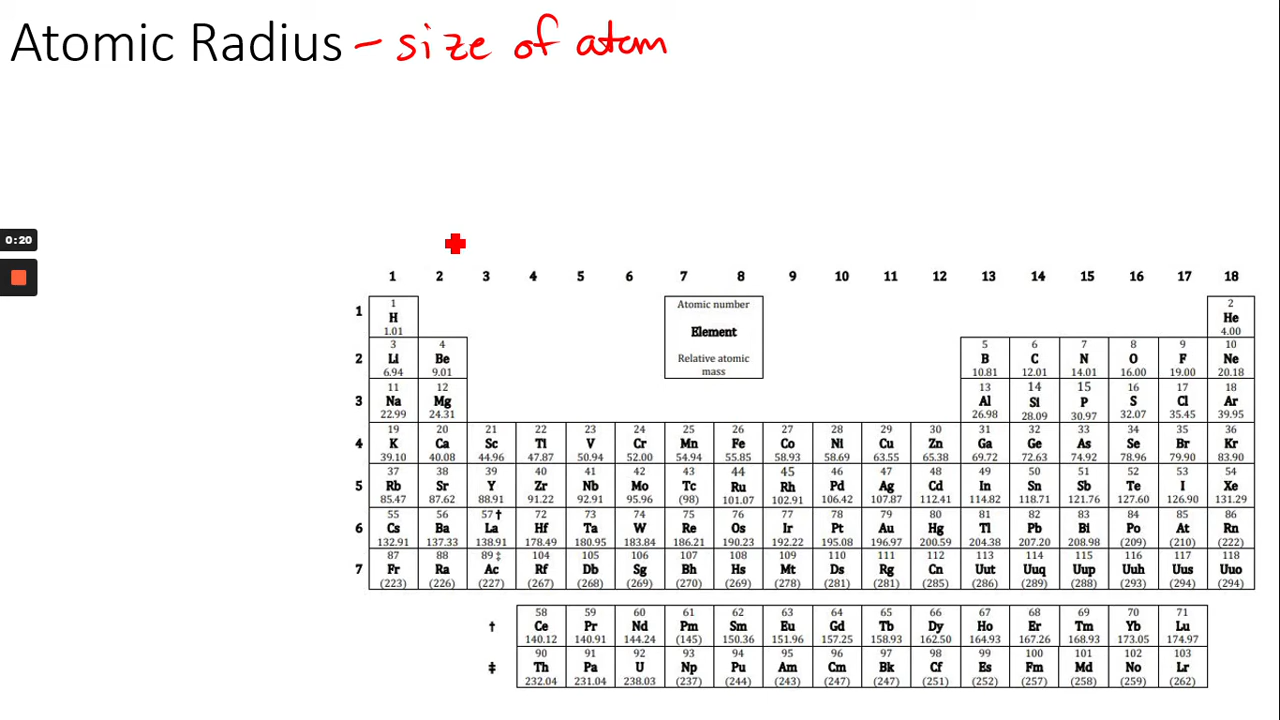 Atomic Radius - size of atom
0:20
1 2 3 4 5 6 7 8 9 10 11 12 13 14 15 16 17 18
1 1 Atomic number 2
H Element He
1.01 Relative atomic mass 4.00
3 4 5 6 7 8 9 10
2 Li Be B C N O F Ne
6.94 9.01 10.81 12.01 14.01 16.00 19.00 20.18
11 12 13 14 15 16 17 18
3 Na Mg Al Si P S Cl Ar
22.99 24.31 26.98 28.09 30.97 32.07 35.45 39.95
19 20 21 22 23 24 25 26 27 28 29 30 31 32 33 34 35 36
4 K Ca Sc Ti V Cr Mn Fe Co Ni Cu Zn Ga Ge As Se Br Kr
39.10 40.08 44.96 47.87 50.94 52.00 54.94 55.85 58.93 58.69 63.55 65.38 69.72 72.63 74.92 78.96 79.90 83.90
37 38 39 40 41 42 43 44 45 46 47 48 49 50 51 52 53 54
5 Rb Sr Y Zr Nb Mo Tc Ru Rh Pd Ag Cd In Sn Sb Te I Xe
85.47 87.62 88.91 91.22 92.91 95.96 (98) 101.07 102.91 106.42 107.87 112.41 114.82 118.71 121.76 127.60 126.90 131.29
55 56 57 † 72 73 74 75 76 77 78 79 80 81 82 83 84 85 86
6 Cs Ba La Hf Ta W Re Os Ir Pt Au Hg Tl Pb Bi Po At Rn
132.91 137.33 138.91 178.49 180.95 183.84 186.21 190.23 192.22 195.08 196.97 200.59 204.38 207.20 208.98 (209) (210) (222)
87 88 89 ‡ 104 105 106 107 108 109 110 111 112 113 114 115 116 117 118
7 Fr Ra Ac Rf Db Sg Bh Hs Mt Ds Rg Cn Uut Uuq Uup Uuh Uus Uuo
(223) (226) (227) (267) (268) (269) (270) (269) (278) (281) (281) (285) (286) (289) (288) (293) (294) (294)
58 59 60 61 62 63 64 65 66 67 68 69 70 71
† Ce Pr Nd Pm Sm Eu Gd Tb Dy Ho Er Tm Yb Lu
140.12 140.91 144.24 (145) 150.36 151.96 157.25 158.93 162.50 164.93 167.26 168.93 173.05 174.97
90 91 92 93 94 95 96 97 98 99 100 101 102 103
‡ Th Pa U Np Pu Am Cm Bk Cf Es Fm Md No Lr
232.04 231.04 238.03 (237) (244) (243) (247) (247) (251) (252) (257) (258) (259) (262)